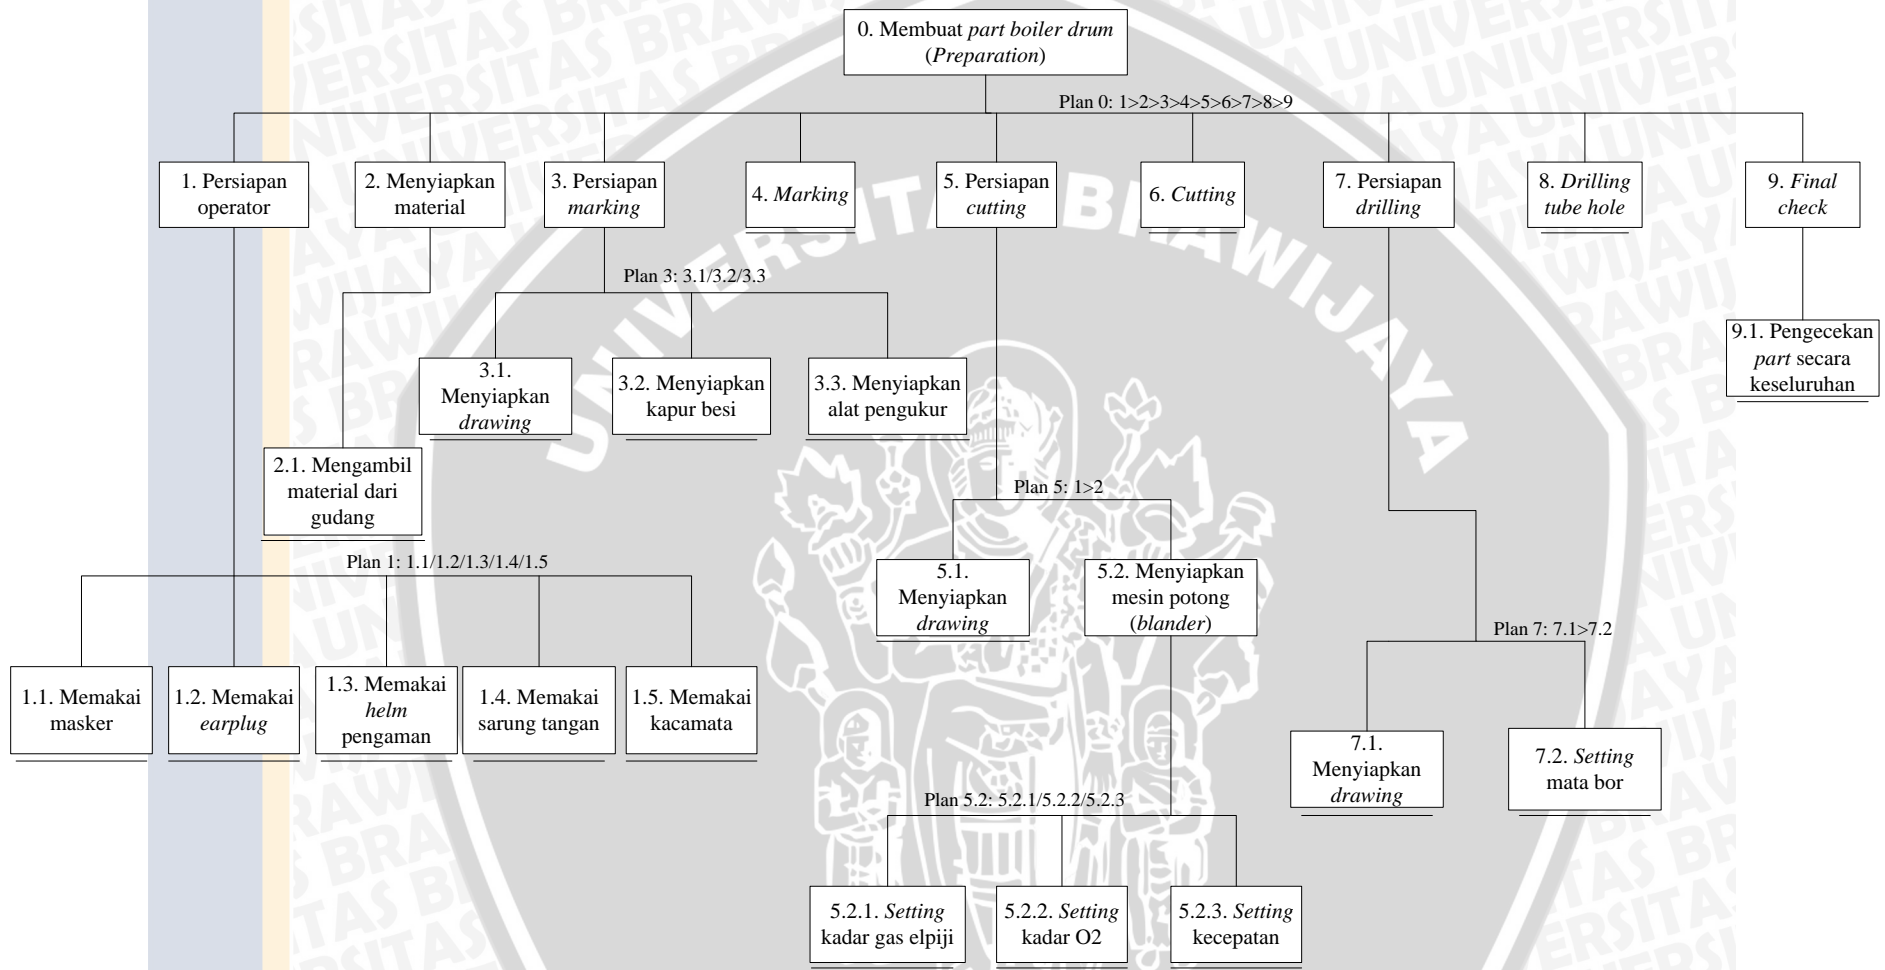 0. Membuat part boiler drum
(Preparation)
Plan 0: 1>2>3>4>5>6>7>8>9
1. Persiapan
operator
2. Menyiapkan
material
3. Persiapan
marking
4. Marking
5. Persiapan
cutting
6. Cutting
7. Persiapan
drilling
8. Drilling
tube hole
9. Final
check
Plan 3: 3.1/3.2/3.3
3.1.
Menyiapkan
drawing
3.2. Menyiapkan
kapur besi
3.3. Menyiapkan
alat pengukur
9.1. Pengecekan
part secara
keseluruhan
2.1. Mengambil
material dari
gudang
Plan 5: 1>2
5.1.
Menyiapkan
drawing
5.2. Menyiapkan
mesin potong
(blander)
Plan 1: 1.1/1.2/1.3/1.4/1.5
1.1. Memakai
masker
1.2. Memakai
earplug
1.3. Memakai
helm
pengaman
1.4. Memakai
sarung tangan
1.5. Memakai
kacamata
Plan 7: 7.1>7.2
7.1.
Menyiapkan
drawing
7.2. Setting
mata bor
Plan 5.2: 5.2.1/5.2.2/5.2.3
5.2.1. Setting
kadar gas elpiji
5.2.2. Setting
kadar O2
5.2.3. Setting
kecepatan
UNIVERSITAS BRAWIJAYA